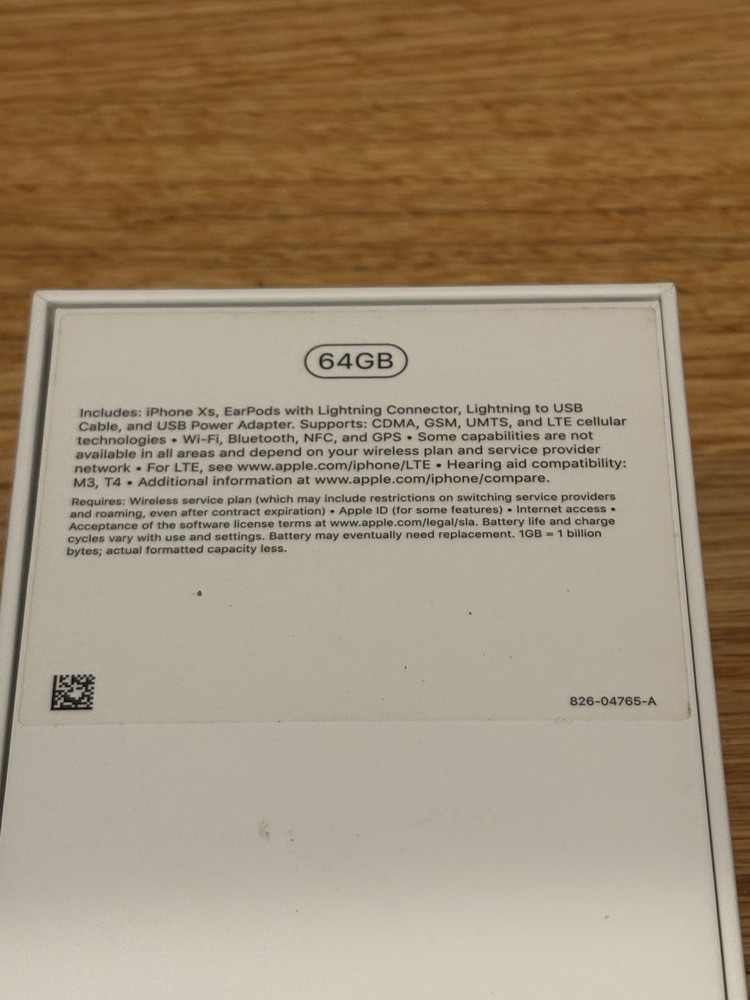 64GB
Includes: iPhone Xs, EarPods with Lightning Connector, Lightning to USB
Cable, and USB Power Adapter. Supports: CDMA, GSM, UMTS, and LTE cellular
technologies • Wi-Fi, Bluetooth, NFC, and GPS • Some capabilities are not
available in all areas and depend on your wireless plan and service provider
network • For LTE, see www.apple.com/iphone/LTE • Hearing aid compatibility:
M3, T4 • Additional information at www.apple.com/iphone/compare.
Requires: Wireless service plan (which may include restrictions on switching service providers
and roaming, even after contract expiration) • Apple ID (for some features) • Internet access •
Acceptance of the software license terms at www.apple.com/legal/sla. Battery life and charge
cycles vary with use and settings. Battery may eventually need replacement. 1GB = 1 billion
bytes; actual formatted capacity less.
826-04765-A